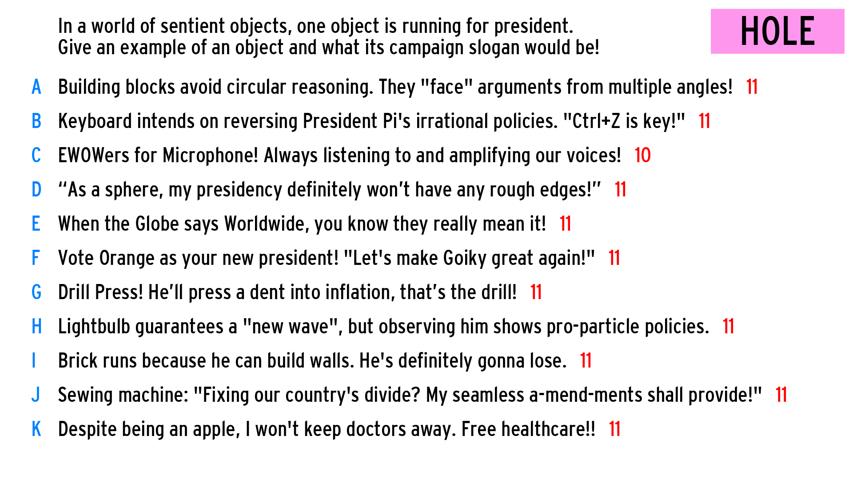 In a world of sentient objects, one object is running for president.
Give an example of an object and what its campaign slogan would be!
HOLE
A Building blocks avoid circular reasoning. They "face" arguments from multiple angles! 11
B Keyboard intends on reversing President Pi's irrational policies. "Ctrl+Z is key!" 11
C EWOWers for Microphone! Always listening to and amplifying our voices! 10
D “As a sphere, my presidency definitely won’t have any rough edges!” 11
E When the Globe says Worldwide, you know they really mean it! 11
F Vote Orange as your new president! "Let's make Goiky great again!" 11
G Drill Press! He’ll press a dent into inflation, that’s the drill! 11
H Lightbulb guarantees a "new wave", but observing him shows pro-particle policies. 11
I Brick runs because he can build walls. He's definitely gonna lose. 11
J Sewing machine: "Fixing our country's divide? My seamless a-mend-ments shall provide!" 11
K Despite being an apple, I won't keep doctors away. Free healthcare!! 11